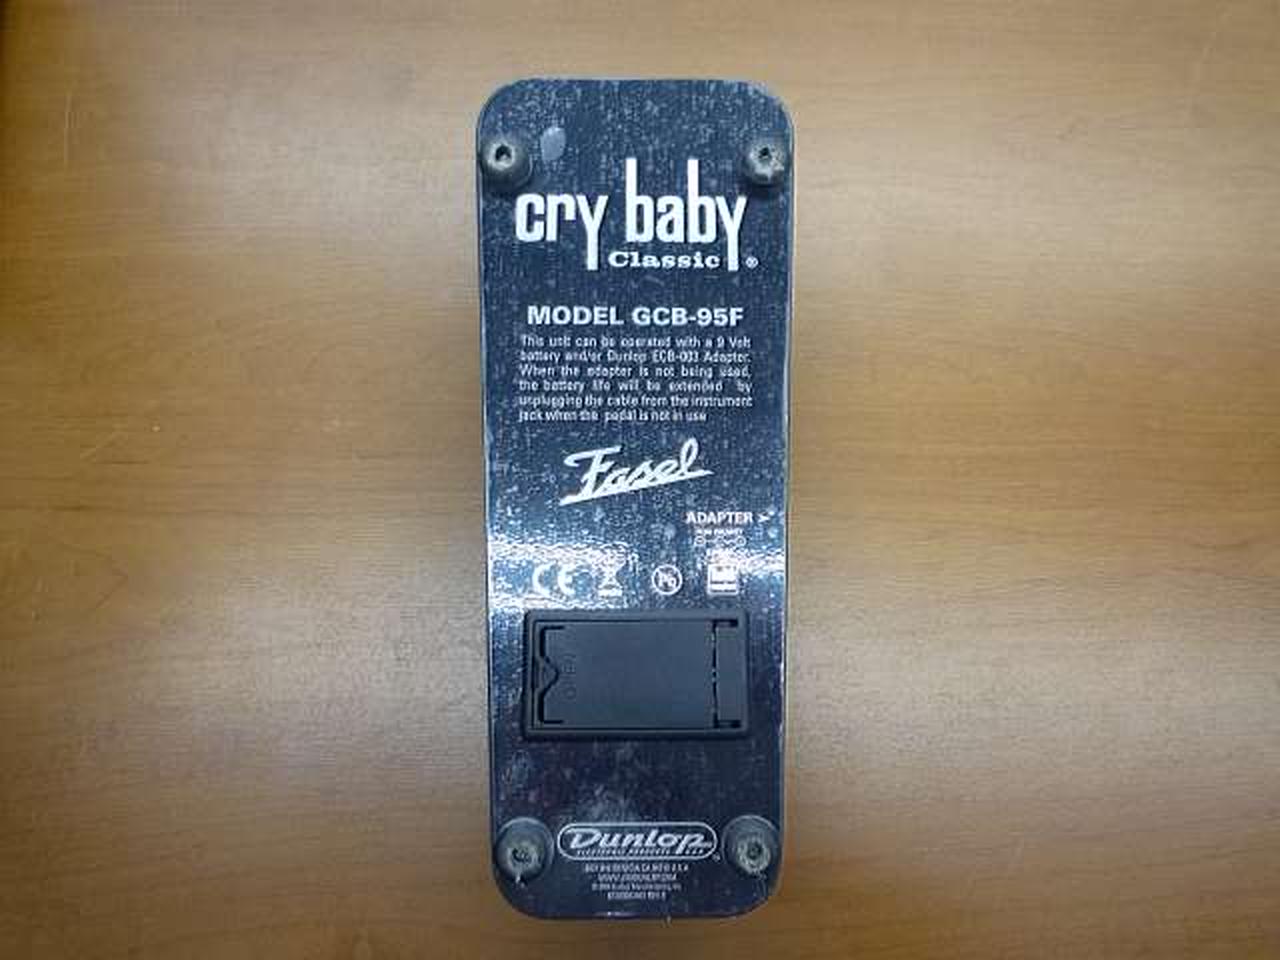 cry baby
Classic ®
MODEL GCB-95F
This unit can be operated with a 9 Volt
battery and/or Dunlop ECB-003 Adapter.
When the adapter is not being used,
the battery life will be extended by
unplugging the cable from the instrument
jack when the pedal is not in use
Fasel
ADAPTER
CE
Pb
Dunlop